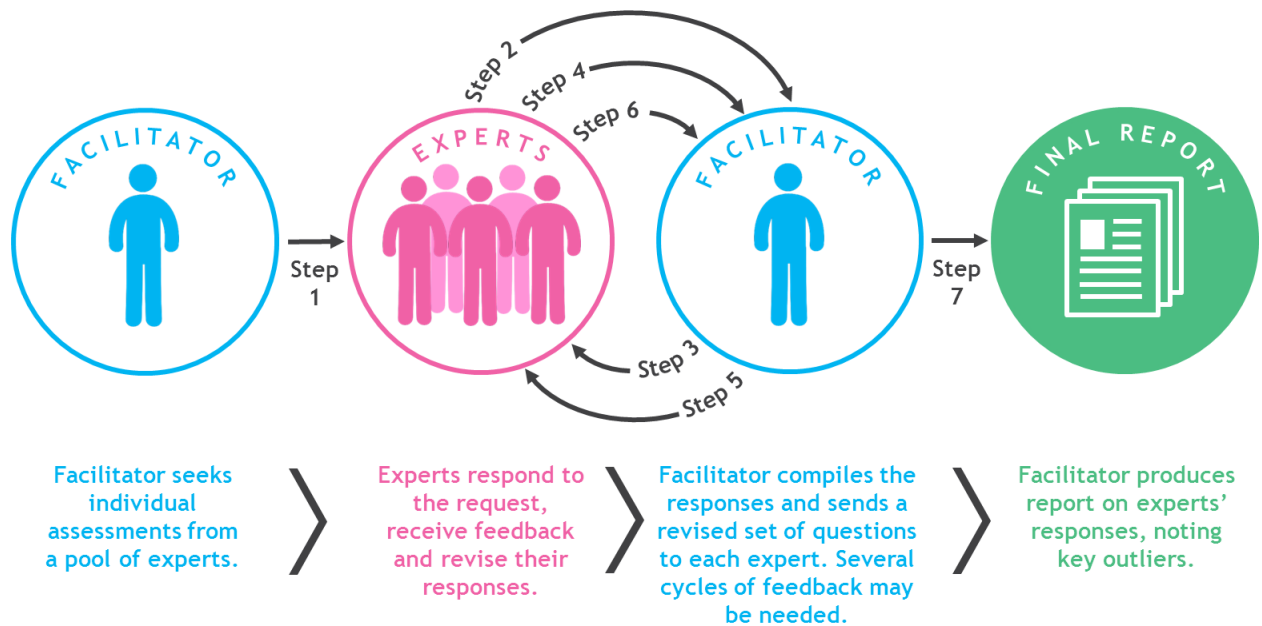 Step 2
Step 4
Step 6
FACILITATOR
EXPERTS
FACILITATOR
FINAL REPORT
Step
1
Step
7
Step 3
Step 5
Facilitator seeks
individual
assessments from
a pool of experts.
Experts respond to
the request,
receive feedback
and revise their
responses.
Facilitator compiles the
responses and sends a
revised set of questions
to each expert. Several
cycles of feedback may
be needed.
Facilitator produces
report on experts’
responses, noting
key outliers.